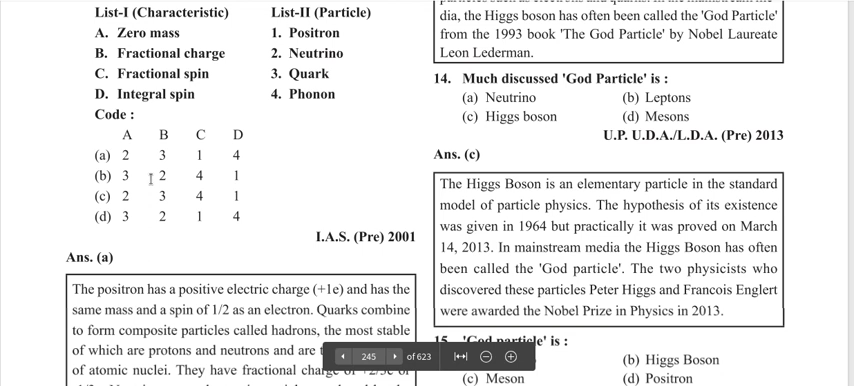 List-I (Characteristic) List-II (Particle)
A. Zero mass 1. Positron
B. Fractional charge 2. Neutrino
C. Fractional spin 3. Quark
D. Integral spin 4. Phonon
Code :
A B C D
(a) 2 3 1 4
(b) 3 2 4 1
(c) 2 3 4 1
(d) 3 2 1 4
I.A.S. (Pre) 2001
Ans. (a)
The positron has a positive electric charge (+1e) and has the
same mass and a spin of 1/2 as an electron. Quarks combine
to form composite particles called hadrons, the most stable
of which are protons and neutrons and are
of atomic nuclei. They have fractional
dia, the Higgs boson has often been called the 'God Particle'
from the 1993 book 'The God Particle' by Nobel Laureate
Leon Lederman.
14. Much discussed 'God Particle' is :
(a) Neutrino (b) Leptons
(c) Higgs boson (d) Mesons
U.P. U.D.A./L.D.A. (Pre) 2013
Ans. (c)
The Higgs Boson is an elementary particle in the standard
model of particle physics. The hypothesis of its existence
was given in 1964 but practically it was proved on March
14, 2013. In mainstream media the Higgs Boson has often
been called the 'God particle'. The two physicists who
discovered these particles Peter Higgs and Francois Englert
were awarded the Nobel Prize in Physics in 2013.
15. 'God particle' is :
(b) Higgs Boson
(c) Meson (d) Positron
245 of 623